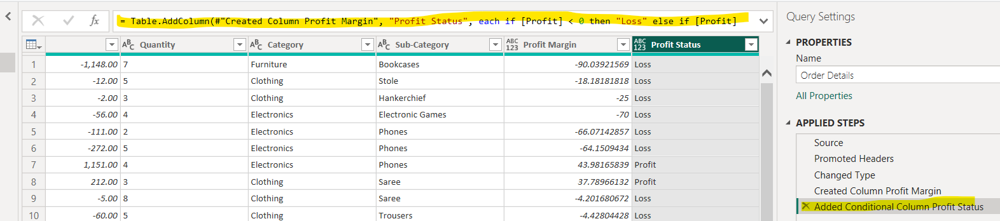 = Table.AddColumn(#"Created Column Profit Margin", "Profit Status", each if [Profit] < 0 then "Loss" else if [Profit]
Query Settings
ABC Quantity ABC Category ABC Sub-Category ABC 123 Profit Margin ABC 123 Profit Status
1 -1,148.00 7 Furniture Bookcases -90.03921569 Loss
2 -12.00 5 Clothing Stole -18.18181818 Loss
3 -2.00 3 Clothing Hankerchief -25 Loss
4 -56.00 4 Electronics Electronic Games -70 Loss
5 -111.00 2 Electronics Phones -66.07142857 Loss
6 -272.00 5 Electronics Phones -64.1509434 Loss
7 1,151.00 4 Electronics Phones 43.98165839 Profit
8 212.00 3 Clothing Saree 37.78966132 Profit
9 -5.00 8 Clothing Saree -4.201680672 Loss
10 -60.00 5 Clothing Trousers -4.42804428 Loss
PROPERTIES
Name
Order Details
All Properties
APPLIED STEPS
Source
Promoted Headers
Changed Type
Created Column Profit Margin
Added Conditional Column Profit Status